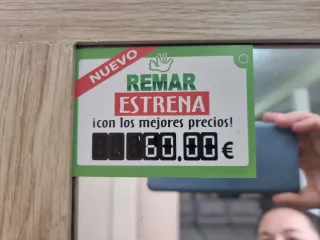 NUEVO
REMAR
ESTRENA
¡con los mejores precios!
60,00 €